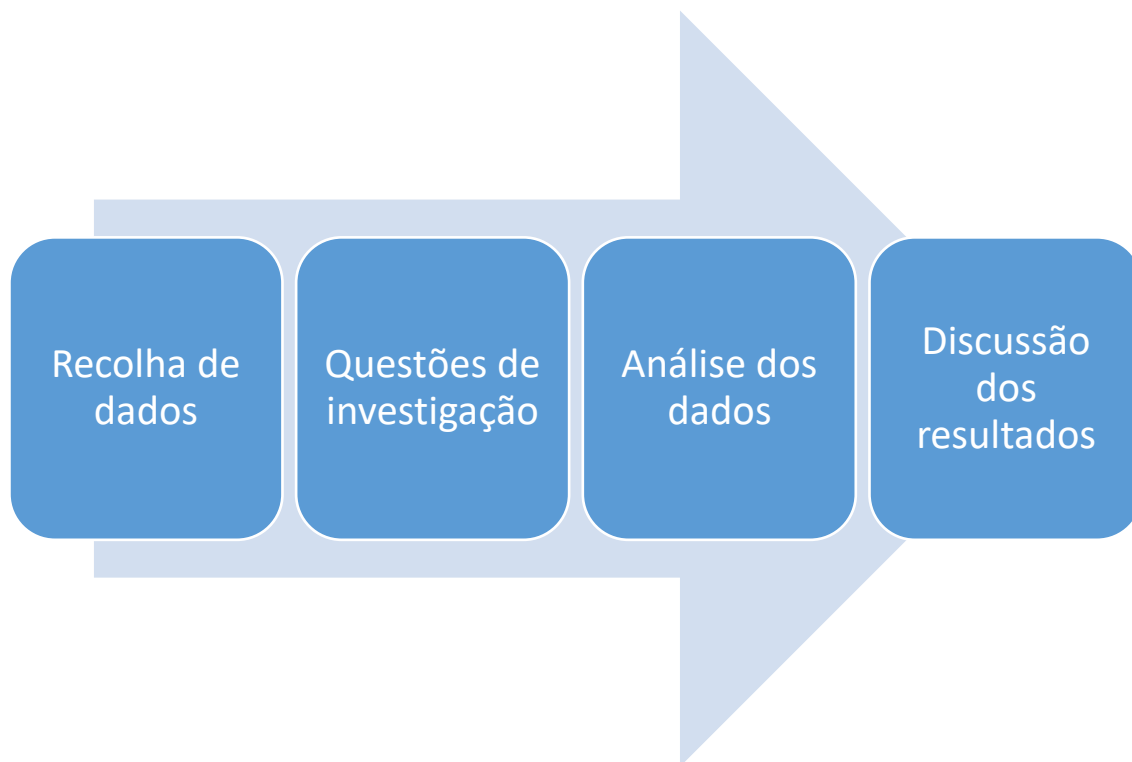 Recolha de
dados
Questões de
investigação
Análise dos
dados
Discussão
dos
resultados